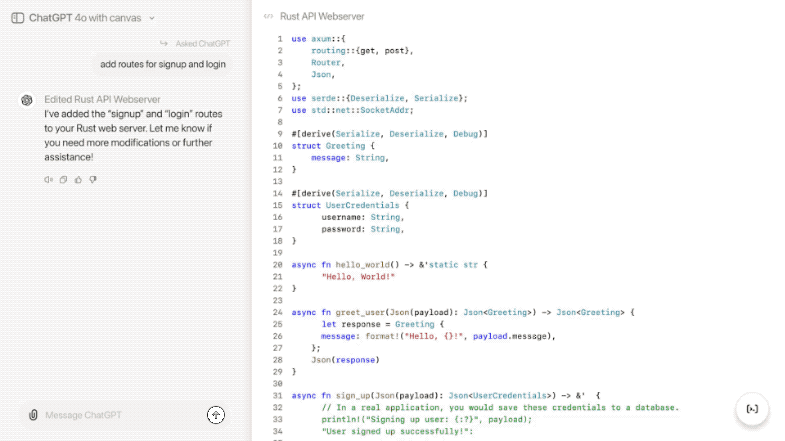 ChatGPT 4o with canvas
Asked ChatGPT
add routes for signup and login
Edited Rust API Webserver
I've added the "signup" and "login" routes
to your Rust web server. Let me know if
you need more modifications or further
assistance!
Message ChatGPT
Rust API Webserver
1 use axum::{
2 routing::{get, post},
3 Router,
4 Json,
5 };
6 use serde::{Deserialize, Serialize};
7 use std::net::SocketAddr;
8
9 #[derive(Serialize, Deserialize, Debug)]
10 struct Greeting {
11 message: String,
12 }
13
14 #[derive(Serialize, Deserialize, Debug)]
15 struct UserCredentials {
16 username: String,
17 password: String,
18 }
19
20 async fn hello_world() -> &'static str {
21 "Hello, World!"
22 }
23
24 async fn greet_user(Json(payload): Json<Greeting>) -> Json<Greeting> {
25 let response = Greeting {
26 message: format!("Hello, {}!", payload.message),
27 };
28 Json(response)
29 }
30
31 async fn sign_up(Json(payload): Json<UserCredentials>) -> &' {
32 // In a real application, you would save these credentials to a database.
33 println!("Signing up user: {:?}", payload);
34 "User signed up successfully!":